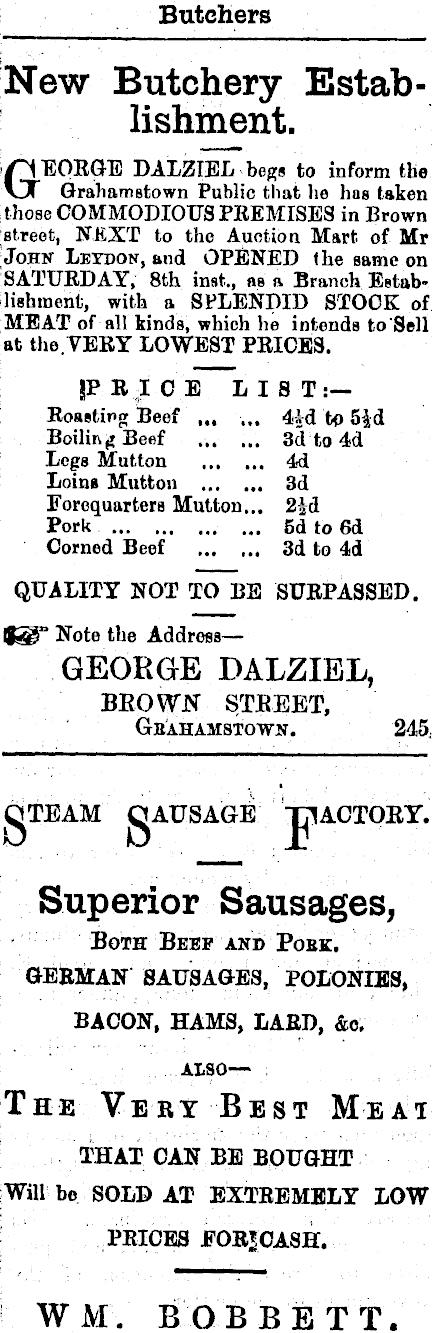 Butchers
New Butchery Estab-
lishment.
GEORGE DALZIEL begs to inform the
Grahamstown Public that he has taken
those COMMODIOUS PREMISES in Brown
street, NEXT to the Auction Mart of Mr
JOHN LEYDON, and OPENED the same on
SATURDAY, 8th inst., as a Branch Estab-
lishment, with a SPLENDID STOCK of
MEAT of all kinds, which he intends to Sell
at the VERY LOWEST PRICES.
PRICE LIST:—
Roasting Beef ... ... 4½d to 5½d
Boiling Beef ... ... 3d to 4d
Legs Mutton ... ... 4d
Loins Mutton ... ... 3d
Forequarters Mutton... 2½d
Pork ... ... ... ... 5d to 6d
Corned Beef ... ... 3d to 4d
QUALITY NOT TO BE SURPASSED.
☞ Note the Address—
GEORGE DALZIEL,
BROWN STREET,
GRAHAMSTOWN. 245
STEAM SAUSAGE FACTORY.
Superior Sausages,
BOTH BEEF AND PORK.
GERMAN SAUSAGES, POLONIES,
BACON, HAMS, LARD, &c.
ALSO—
THE VERY BEST MEAT
THAT CAN BE BOUGHT
Will be SOLD AT EXTREMELY LOW
PRICES FOR CASH.
WM. BOBBETT.